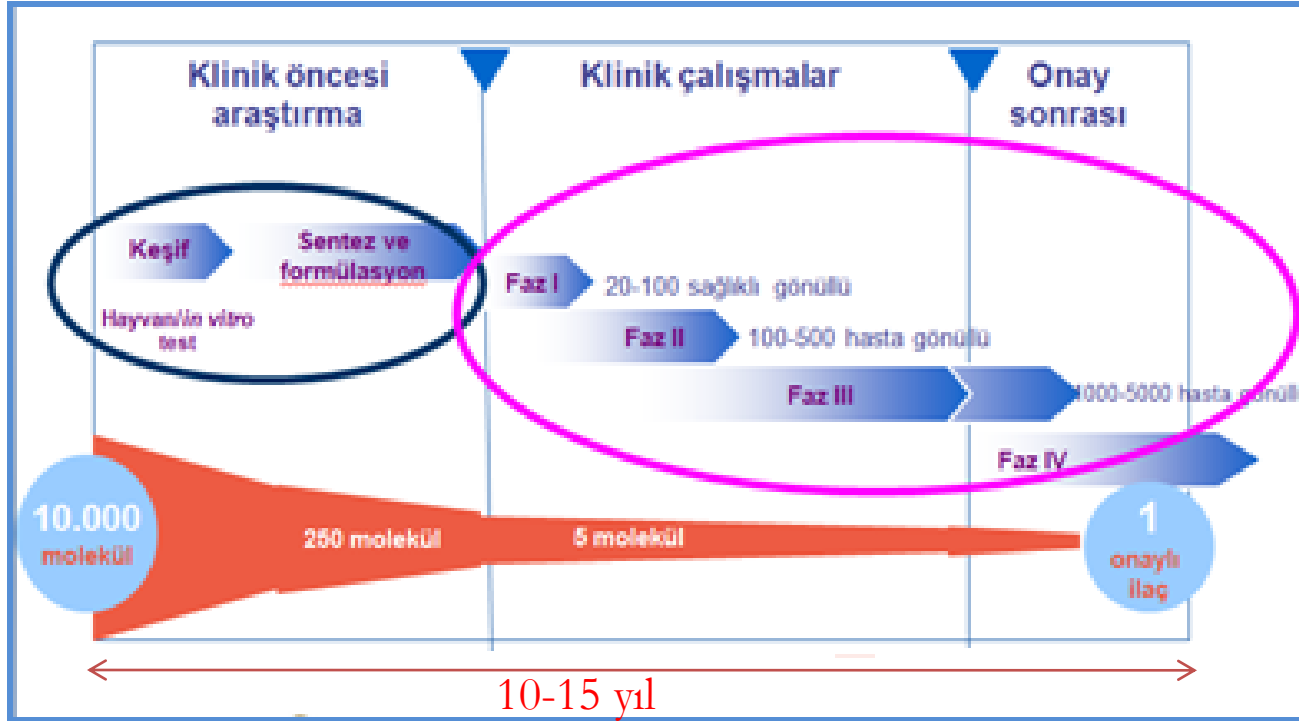 Klinik öncesi
araştırma
Klinik çalışmalar
Onay
sonrası
Keşif
Sentez ve
formülasyon
Hayvan/in vitro
test
Faz I
20-100 sağlıklı gönüllü
Faz II
100-500 hasta gönüllü
Faz III
1000-5000 hasta gönüll
Faz IV
10.000
molekül
250 molekül
5 molekül
1
onaylı
ilaç
10-15 yıl